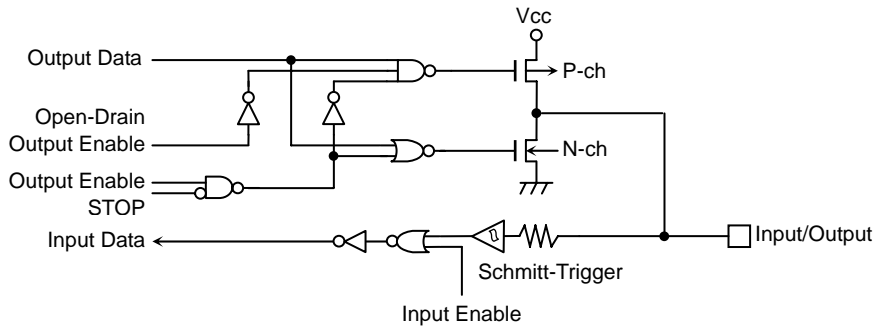 Vcc
Output Data
P-ch
Open-Drain
Output Enable
N-ch
Output Enable
STOP
Input Data
Input/Output
Schmitt-Trigger
Input Enable